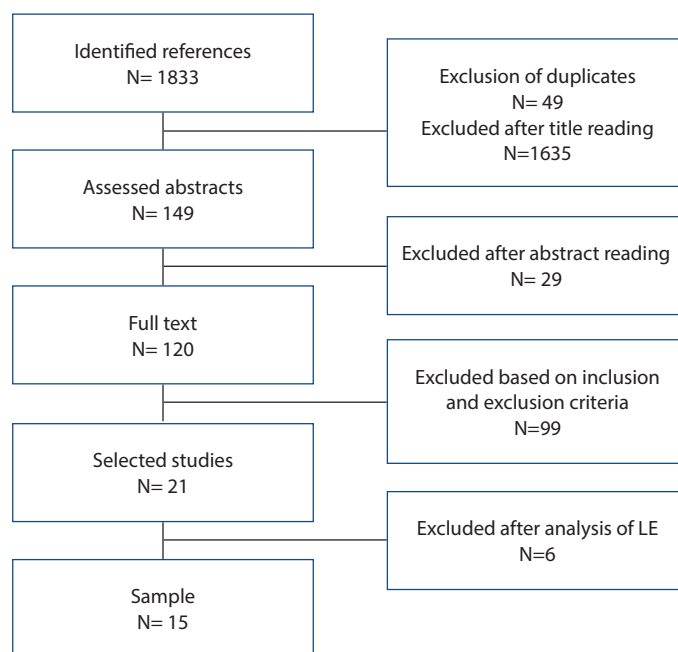 Identified references
N= 1833
Exclusion of duplicates
N= 49
Excluded after title reading
N=1635
Assessed abstracts
N= 149
Excluded after abstract reading
N= 29
Full text
N= 120
Excluded based on inclusion
and exclusion criteria
N=99
Selected studies
N= 21
Excluded after analysis of LE
N=6
Sample
N= 15